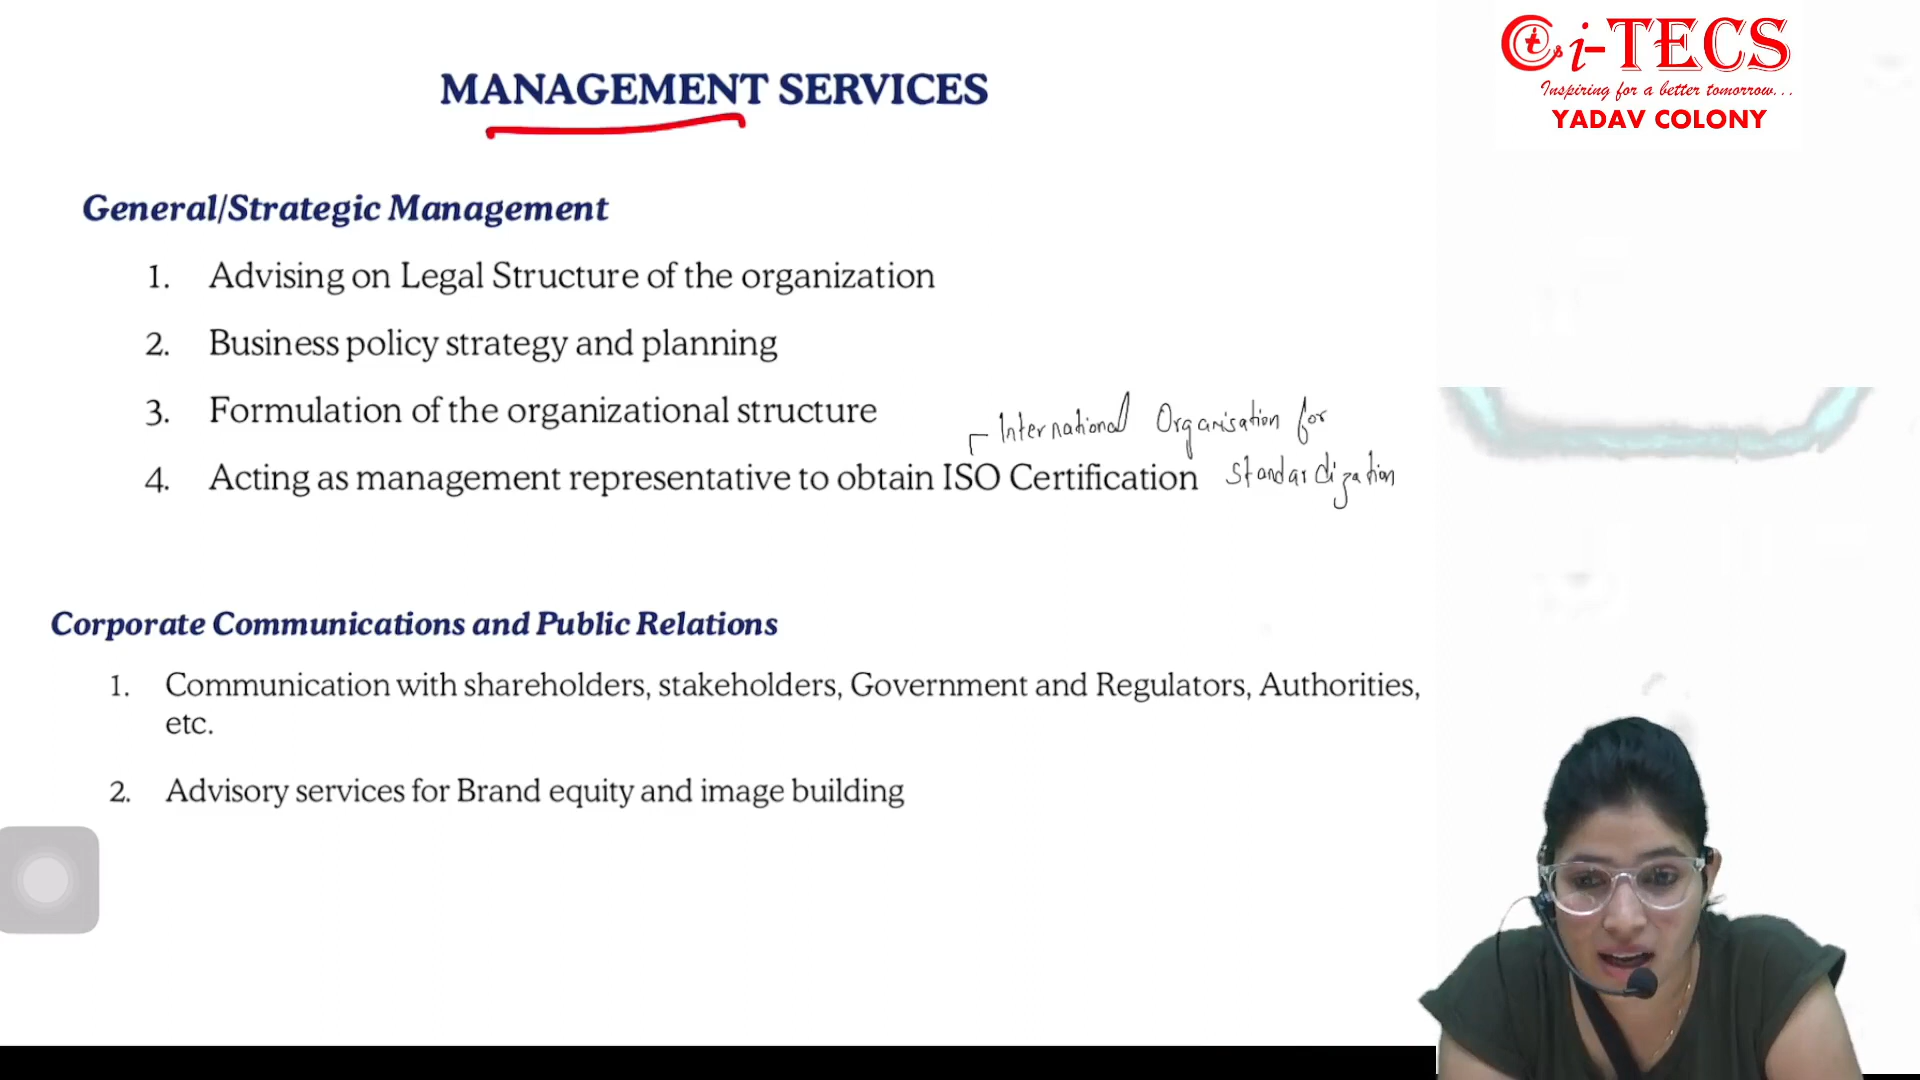 i-TECS
Inspiring for a better tomorrow...
YADAV COLONY
MANAGEMENT SERVICES
General/Strategic Management
1. Advising on Legal Structure of the organization
2. Business policy strategy and planning
3. Formulation of the organizational structure
International Organisation for
4. Acting as management representative to obtain ISO Certification Standardization
Corporate Communications and Public Relations
1. Communication with shareholders, stakeholders, Government and Regulators, Authorities,
etc.
2. Advisory services for Brand equity and image building